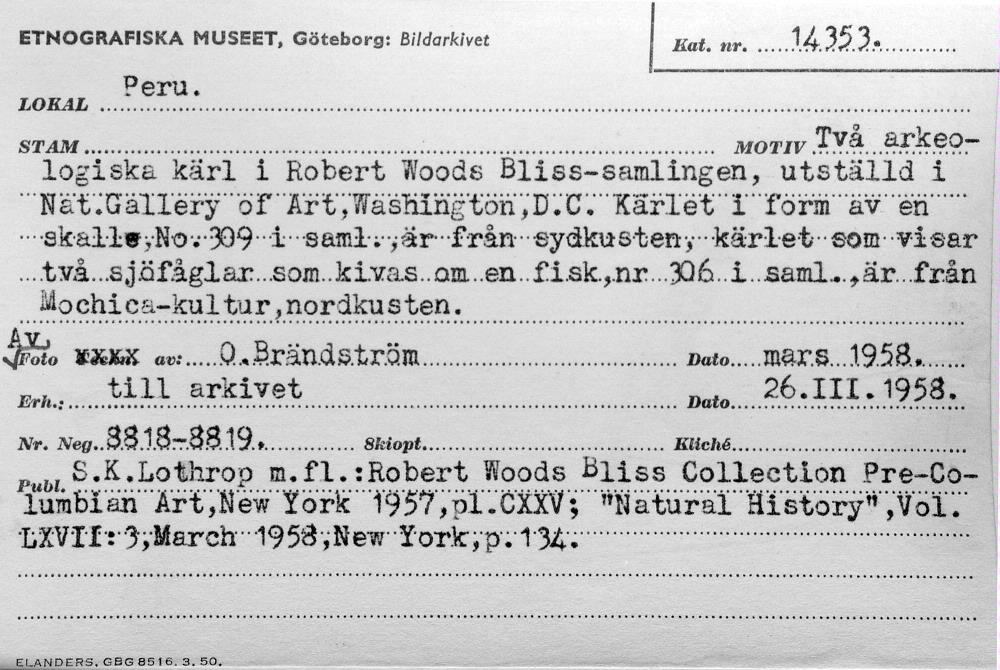 ETNOGRAFISKA MUSEET, Göteborg: Bildarkivet
Kat. nr. 14353.
LOKAL Peru.
STAM MOTIV Två arkeo-
logiska kärl i Robert Woods Bliss-samlingen, utställd i
Nat.Gallery of Art,Washington,D.C. Kärlet i form av en
skalle,No.309 i saml.,är från sydkusten, kärlet som visar
två sjöfåglar som kivas om en fisk,nr 306 i saml.,är från
Mochica-kultur,nordkusten.
Av
Foto xxxx av: O.Brändström Dato mars 1958.
Erh.: till arkivet Dato 26.III.1958.
Nr. Neg. 8818-8819. Skiopt. Kliché
Publ. S.K.Lothrop m.fl.:Robert Woods Bliss Collection Pre-Co-
lumbian Art,New York 1957,pl.CXXV; "Natural History",Vol.
LXVII:3,March 1958,New York,p.134.
ELANDERS, GBG 8516. 3. 50.